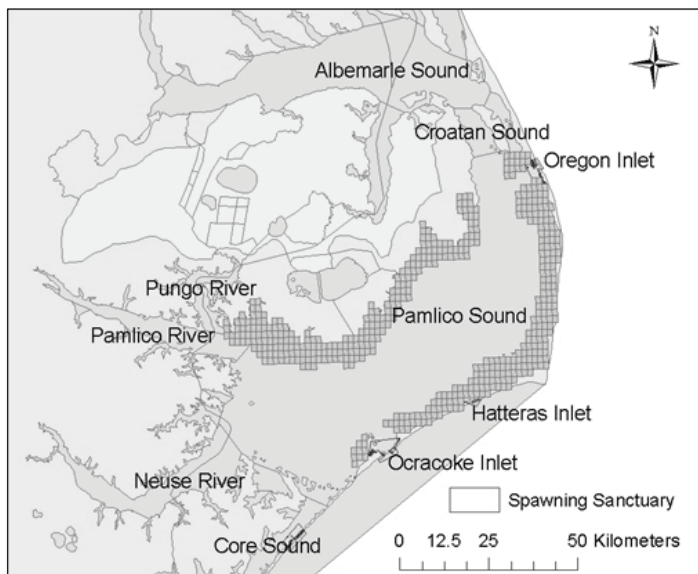 N
Albemarle Sound
Croatan Sound
Oregon Inlet
Pungo River
Pamlico River
Pamlico Sound
Hatteras Inlet
Ocracoke Inlet
Neuse River
Spawning Sanctuary
Core Sound
0 12.5 25 50 Kilometers